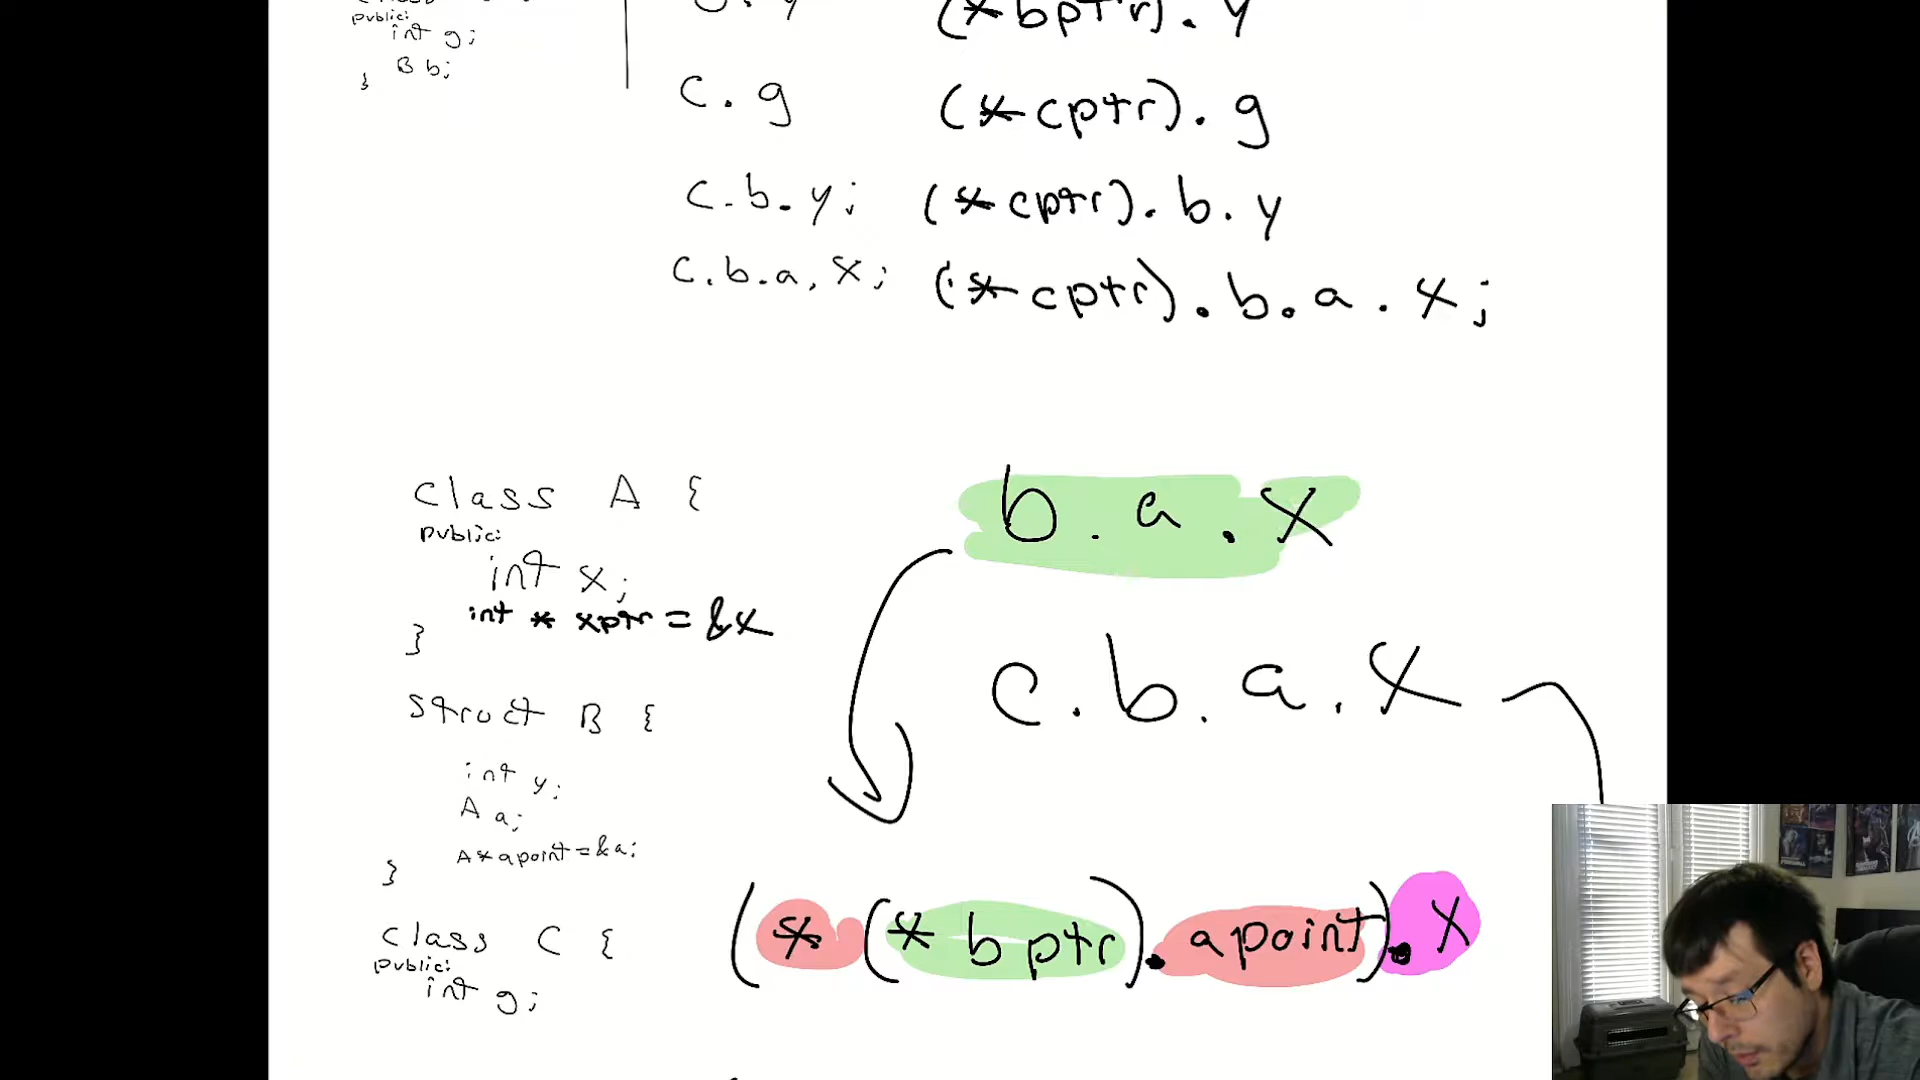 public:
int g;
B b;
}
(*bptr).y
c.g (*cptr).g
c.b.y; (*cptr).b.y
c.b.a.x; (*cptr).b.a.x;
class A {
public:
int x;
int * xptr = &x
}
struct B {
int y;
A a;
A* apoint=&a;
}
class C {
public:
int g;
b.a.x
c.b.a.x
(*(*bptr).apoint).x